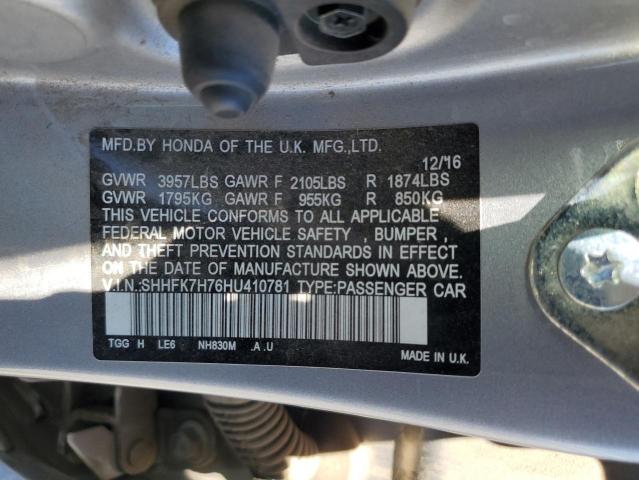 MFD.BY HONDA OF THE U.K. MFG.,LTD.
12/16
GVWR 3957LBS GAWR F 2105LBS R 1874LBS
GVWR 1795KG GAWR F 955KG R 850KG
THIS VEHICLE CONFORMS TO ALL APPLICABLE
FEDERAL MOTOR VEHICLE SAFETY , BUMPER ,
AND THEFT PREVENTION STANDARDS IN EFFECT
ON THE DATE OF MANUFACTURE SHOWN ABOVE.
V.I.N.:SHHFK7H76HU410781 TYPE:PASSENGER CAR
TGG H LE6 NH830M .A .U
MADE IN U.K.